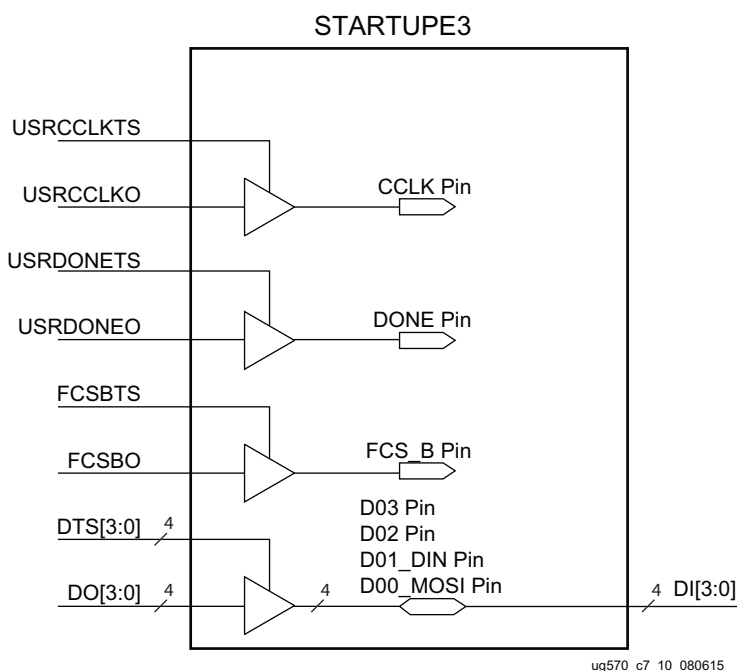 STARTUPE3
USRCCLKTS
USRCCLKO
CCLK Pin
USRDONETS
USRDONEO
DONE Pin
FCSBTS
FCSBO
FCS_B Pin
D03 Pin
D02 Pin
D01_DIN Pin
D00_MOSI Pin
DTS[3:0] 4
DO[3:0] 4
4
4 DI[3:0]
ug570_c7_10_080615